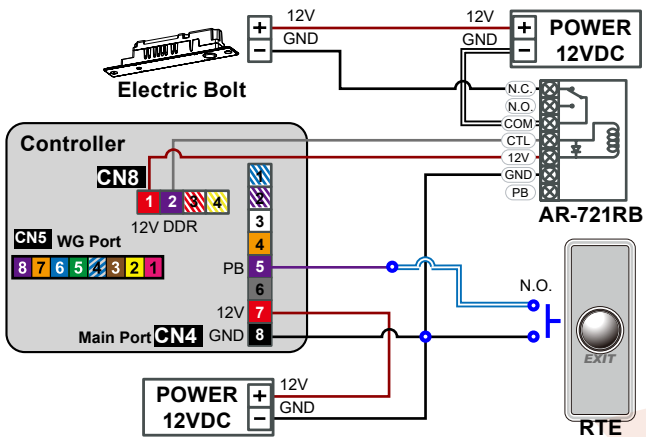 12V
GND
Electric Bolt
12V
GND
POWER
12VDC
N.C.
N.O.
COM
CTL
12V
GND
PB
AR-721RB
Controller
CN8
1 2 3 4
12V DDR
CN5 WG Port
8 7 6 5 4 3 2 1
1
2
3
4
PB 5
6
12V 7
Main Port CN4 GND 8
N.O.
EXIT
RTE
POWER
12VDC
12V
GND